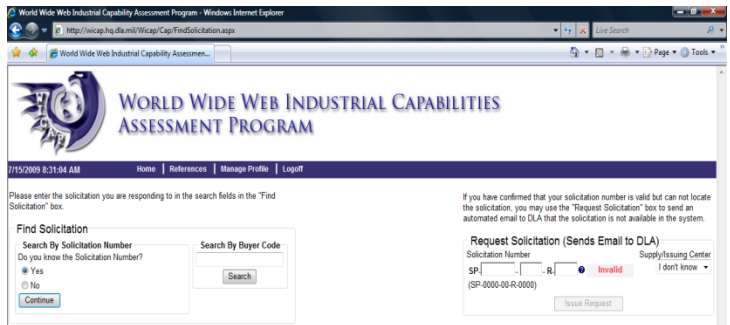 World Wide Web Industrial Capability Assessment Program - Windows Internet Explorer
http://wicap.hq.dla.mil/Wicap/Cap/FindSolicitation.aspx
Live Search
World Wide Web Industrial Capability Assessmen...
Page
Tools
WORLD WIDE WEB INDUSTRIAL CAPABILITIES
ASSESSMENT PROGRAM
7/15/2009 8:31:04 AM
Home | References | Manage Profile | Logoff
Please enter the solicitation you are responding to in the search fields in the "Find
Solicitation" box.
Find Solicitation
Search By Solicitation Number
Do you know the Solicitation Number?
Yes
No
Continue
Search By Buyer Code
Search
If you have confirmed that your solicitation number is valid but can not locate
the solicitation, you may use the "Request Solicitation" box to send an
automated email to DLA that the solicitation is not available in the system.
Request Solicitation (Sends Email to DLA)
Solicitation Number
Supply/Issuing Center
SP- - - R- Invalid
I don't know
(SP-0000-00-R-0000)
Issue Request